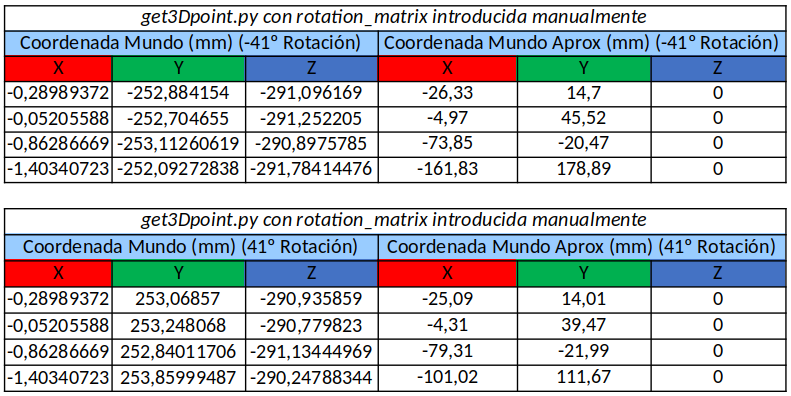 get3Dpoint.py con rotation_matrix introducida manualmente
Coordenada Mundo (mm) (-41º Rotación) Coordenada Mundo Aprox (mm) (-41º Rotación)
X Y Z X Y Z
-0,28989372 -252,884154 -291,096169 -26,33 14,7 0
-0,05205588 -252,704655 -291,252205 -4,97 45,52 0
-0,86286669 -253,11260619 -290,8975785 -73,85 -20,47 0
-1,40340723 -252,09272838 -291,78414476 -161,83 178,89 0
get3Dpoint.py con rotation_matrix introducida manualmente
Coordenada Mundo (mm) (41º Rotación) Coordenada Mundo Aprox (mm) (41º Rotación)
X Y Z X Y Z
-0,28989372 253,06857 -290,935859 -25,09 14,01 0
-0,05205588 253,248068 -290,779823 -4,31 39,47 0
-0,86286669 252,84011706 -291,13444969 -79,31 -21,99 0
-1,40340723 253,85999487 -290,24788344 -101,02 111,67 0